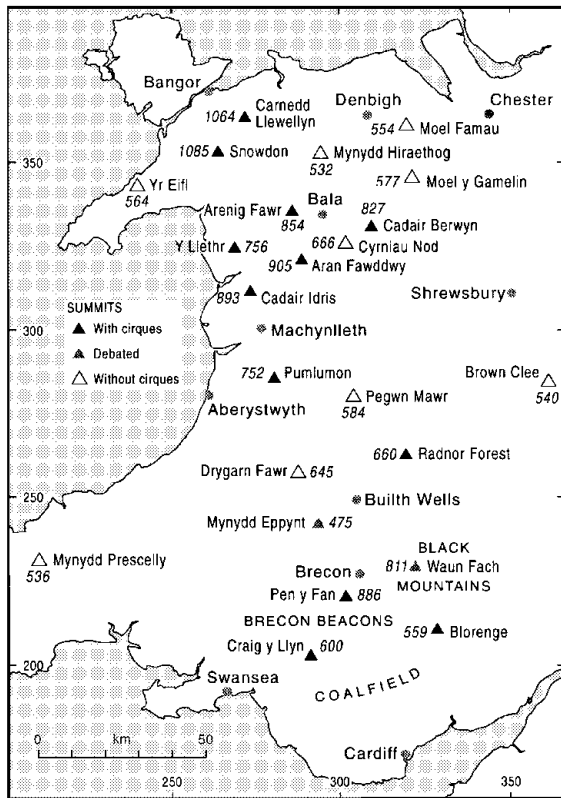 Bangor
Carnedd
Llewellyn
1064
Denbigh
Chester
554
Moel Famau
1085
Snowdon
Mynydd Hiraethog
532
350
Yr Eifl
564
577
Moel y Gamelin
Bala
827
Arenig Fawr
854
Cadair Berwyn
Y Llethr
756
666
Cyrniau Nod
905
Aran Fawddwy
893
Cadair Idris
Shrewsbury
SUMMITS
With cirques
Debated
Without cirques
300
Machynlleth
752
Pumlumon
Brown Clee
540
Aberystwyth
Pegwn Mawr
584
660
Radnor Forest
Drygarn Fawr
645
250
Builth Wells
Mynydd Eppynt
475
BLACK
Mynydd Prescelly
536
Brecon
811
Waun Fach
MOUNTAINS
Pen y Fan
886
BRECON BEACONS
Craig y Llyn
600
559
Blorenge
200
Swansea
COALFIELD
0
km
50
Cardiff
250
300
350